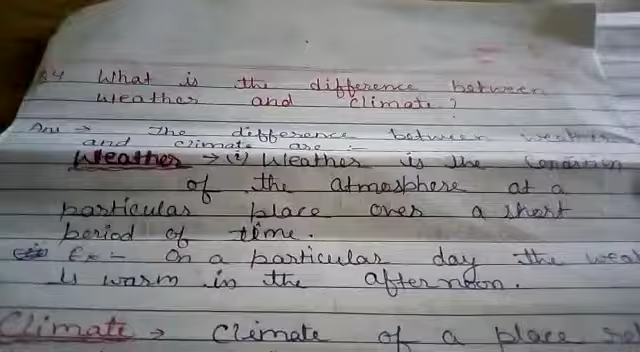 Q4 What is the difference between
weather and climate?
Ans → The difference between
and climate are :-
Weather → (i) Weather is the Condition
of the atmosphere at a
particular place over a short
period of time.
Ex :- On a particular day the
is warm in the afternoon.
Climate → Climate of a place